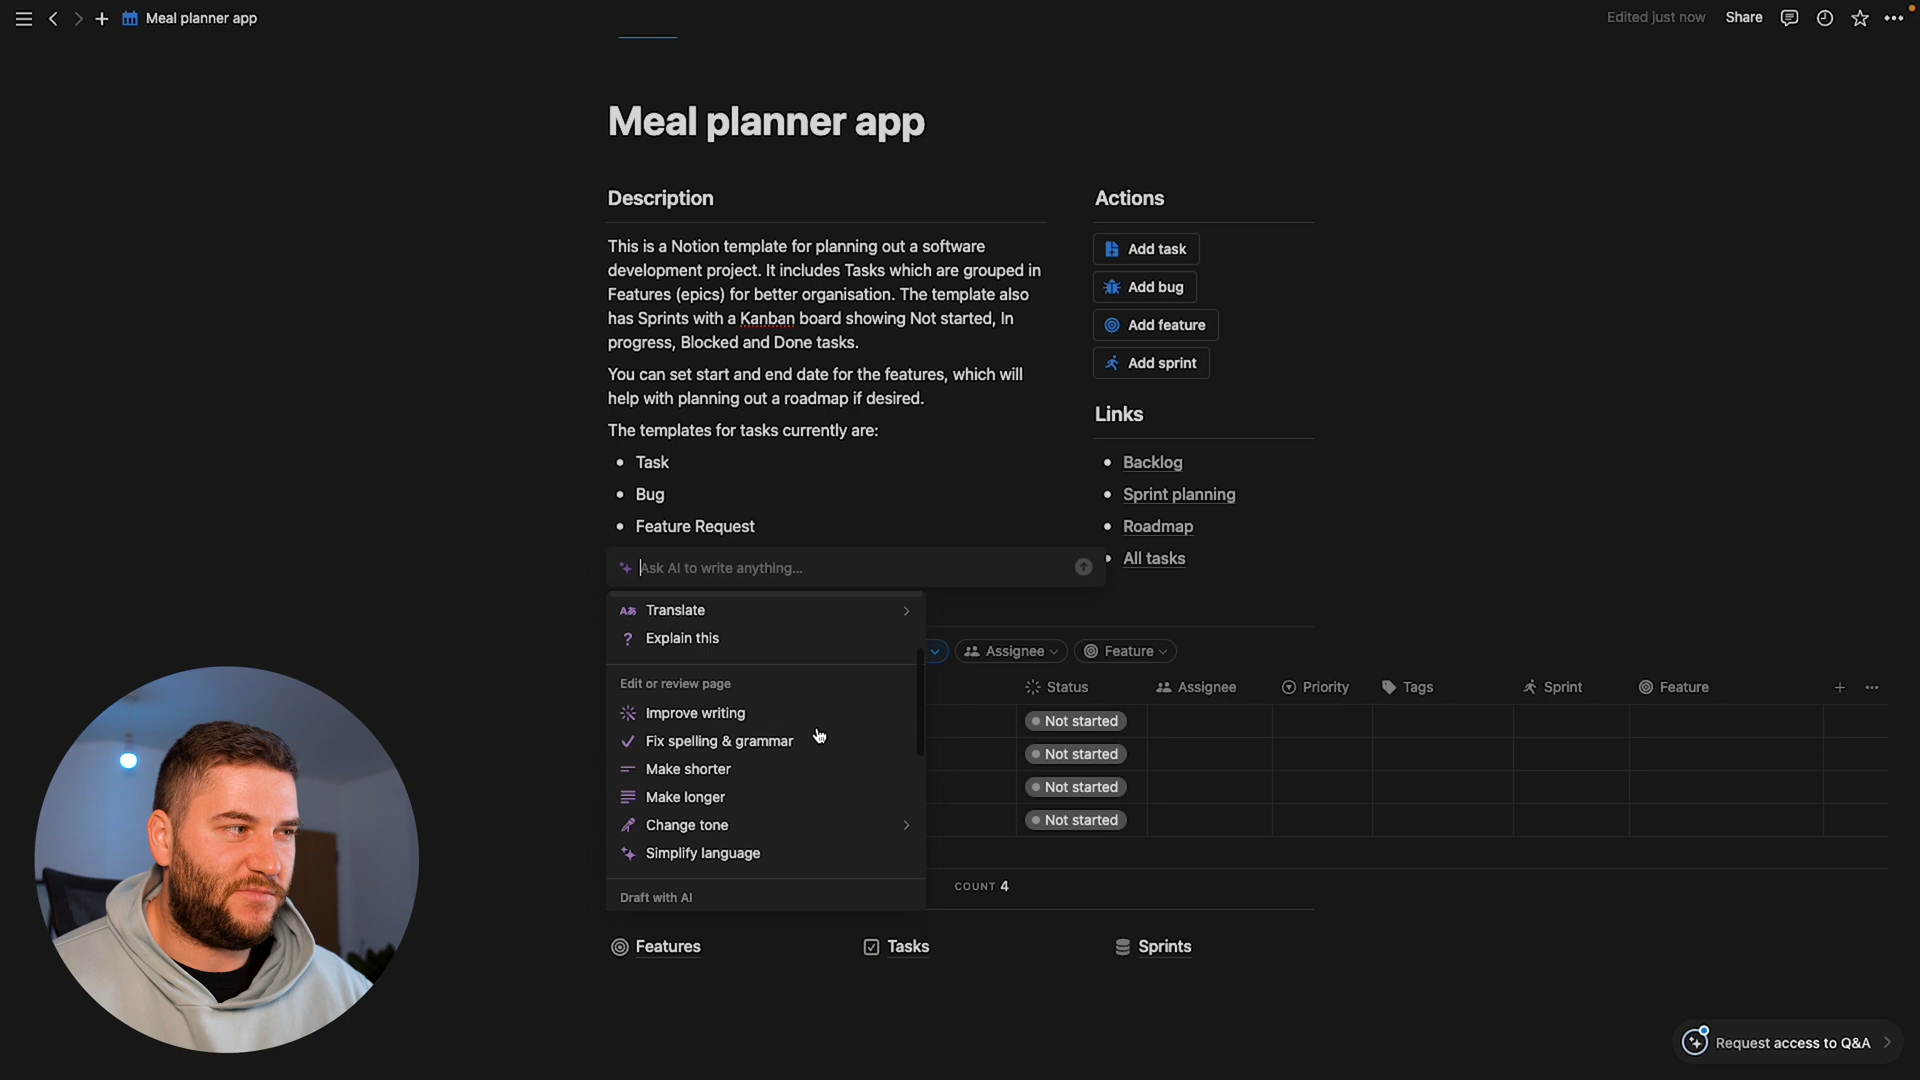 Meal planner app
Edited just now
Share
Meal planner app
Description
This is a Notion template for planning out a software
development project. It includes Tasks which are grouped in
Features (epics) for better organisation. The template also
has Sprints with a Kanban board showing Not started, In
progress, Blocked and Done tasks.
You can set start and end date for the features, which will
help with planning out a roadmap if desired.
The templates for tasks currently are:
• Task
• Bug
• Feature Request
Actions
Add task
Add bug
Add feature
Add sprint
Links
• Backlog
• Sprint planning
• Roadmap
• All tasks
Ask AI to write anything...
Translate
? Explain this
Edit or review page
Improve writing
Fix spelling & grammar
Make shorter
Make longer
Change tone
Simplify language
Draft with AI
Assignee
Feature
Status
Assignee
Priority
Tags
Sprint
Feature
Not started
Not started
Not started
Not started
COUNT 4
Features
Tasks
Sprints
Request access to Q&A